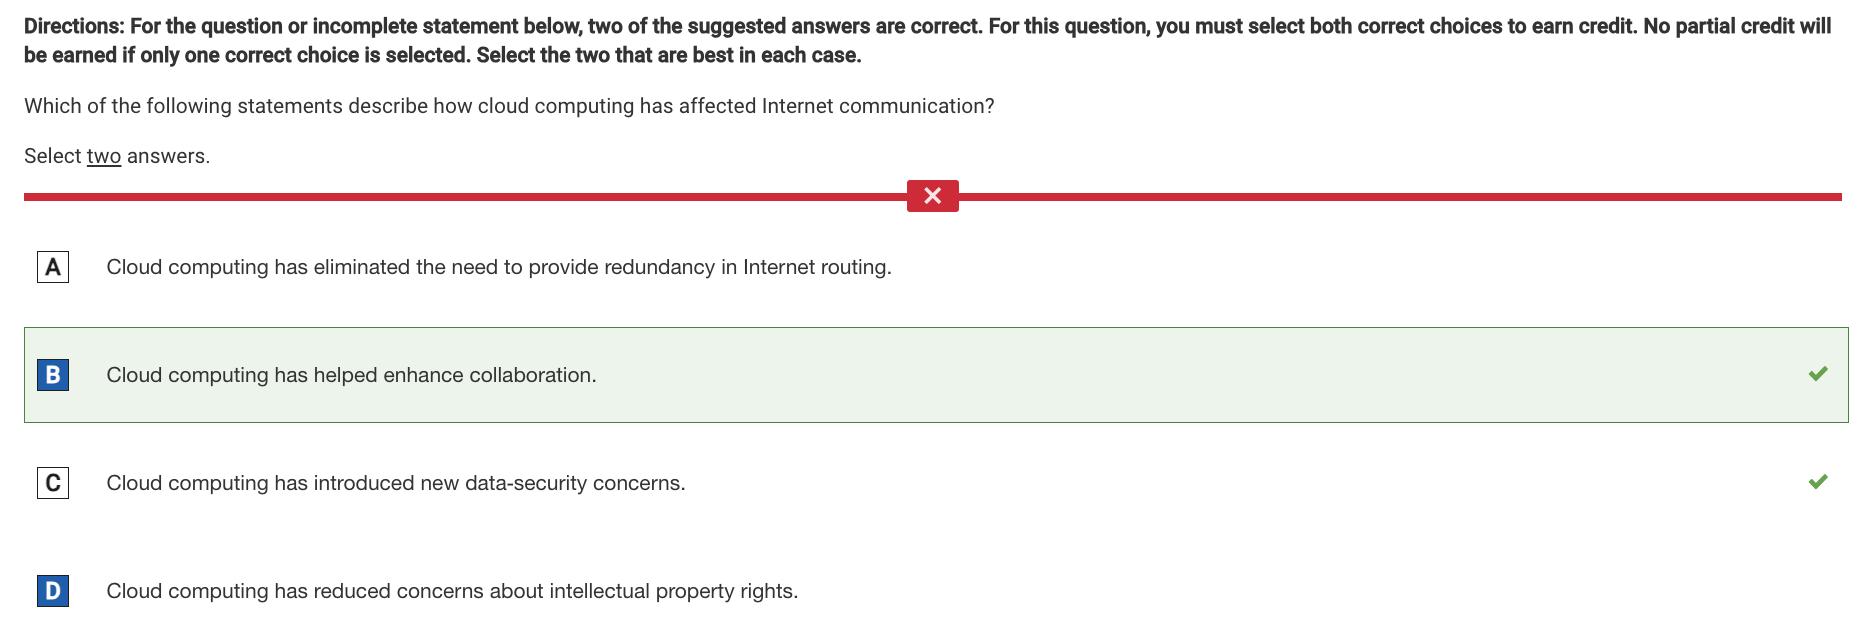 Directions: For the question or incomplete statement below, two of the suggested answers are correct. For this question, you must select both correct choices to earn credit. No partial credit will
be earned if only one correct choice is selected. Select the two that are best in each case.
Which of the following statements describe how cloud computing has affected Internet communication?
Select two answers.
A Cloud computing has eliminated the need to provide redundancy in Internet routing.
B Cloud computing has helped enhance collaboration.
C Cloud computing has introduced new data-security concerns.
D Cloud computing has reduced concerns about intellectual property rights.